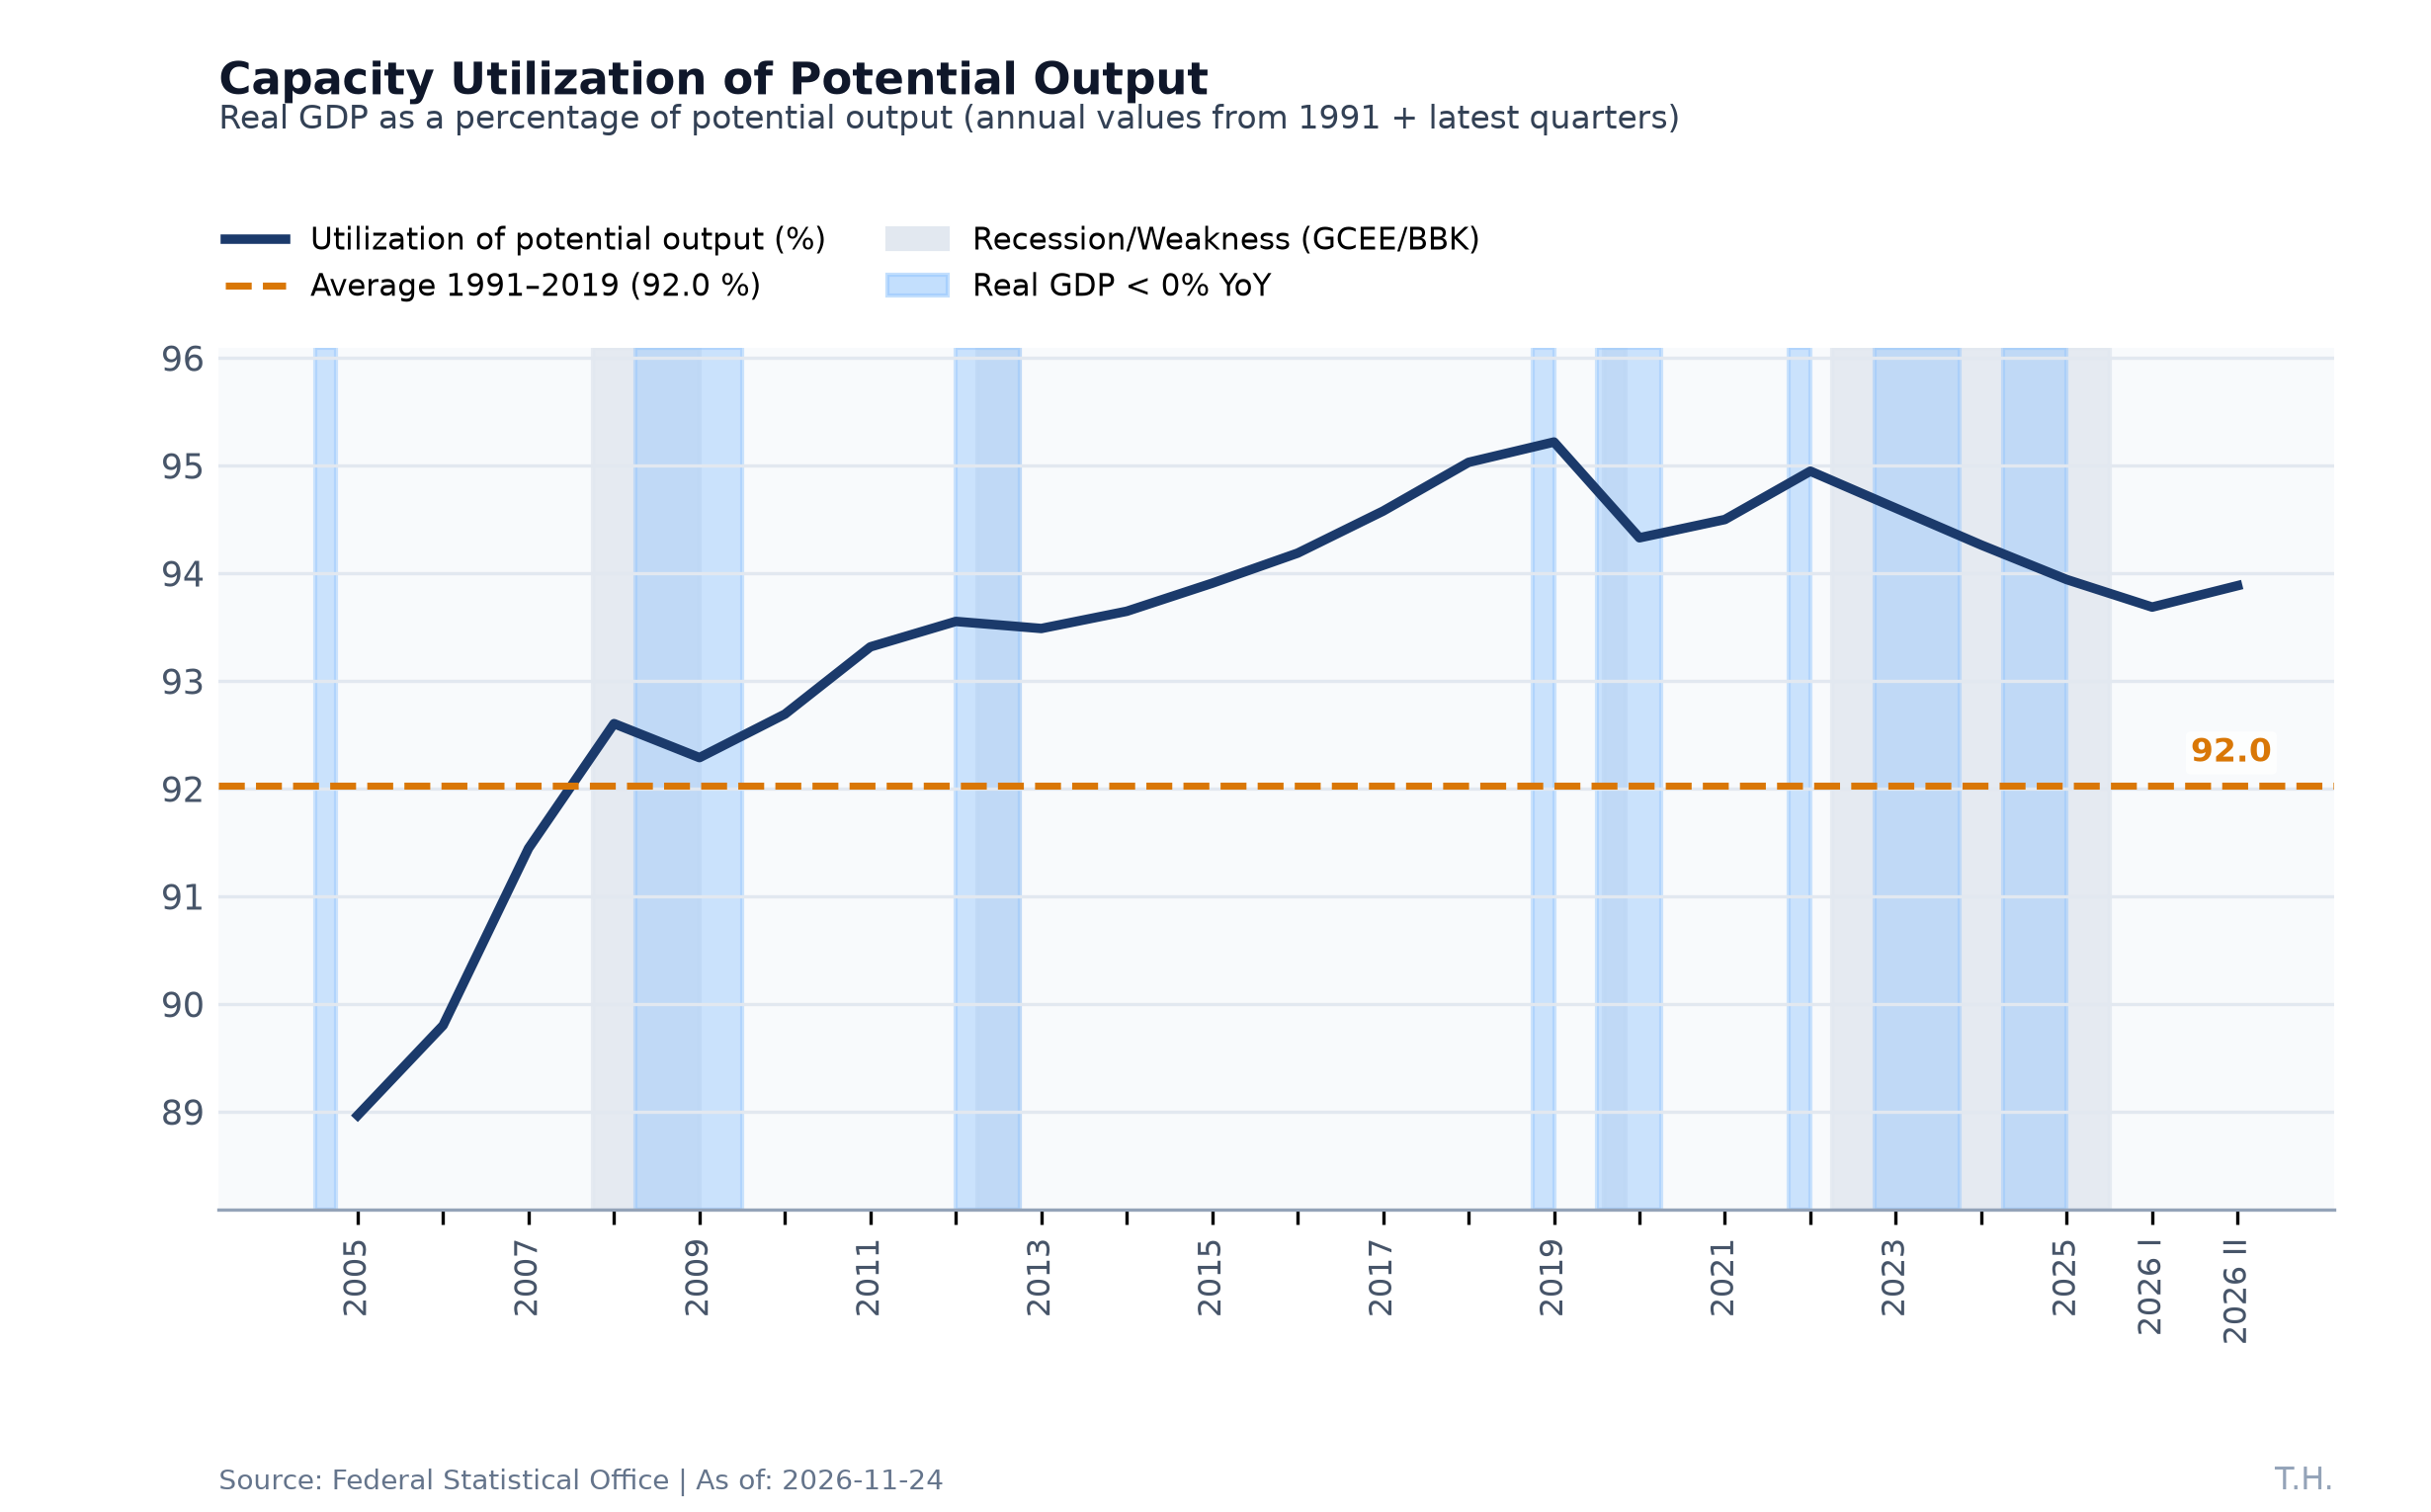 Capacity Utilization of Potential Output
Real GDP as a percentage of potential output (annual values from 1991 + latest quarters)
Utilization of potential output (%)
Average 1991–2019 (92.0 %)
Recession/Weakness (GCEE/BBK)
Real GDP < 0% YoY
96
95
94
93
92
91
90
89
92.0
2005
2007
2009
2011
2013
2015
2017
2019
2021
2023
2025
2026 I
2026 II
Source: Federal Statistical Office | As of: 2026-11-24
T.H.